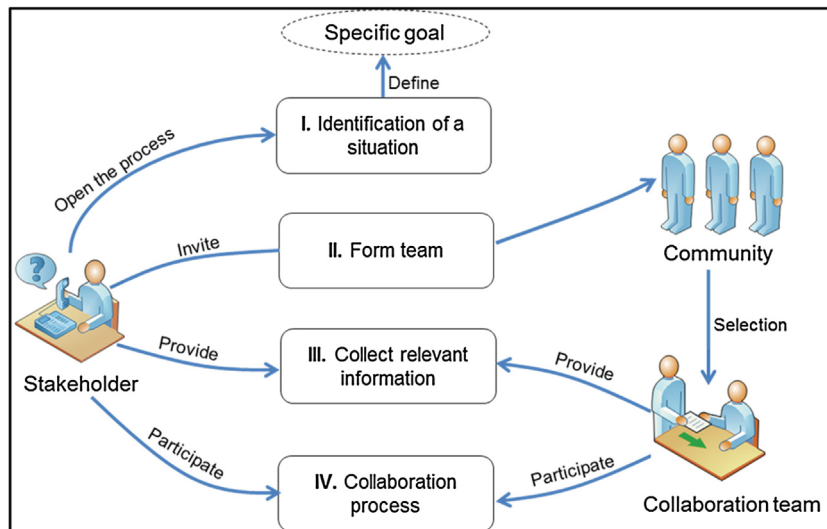 Specific goal
Define
I. Identification of a
situation
Open the process
Invite
II. Form team
Community
Selection
?
Provide
III. Collect relevant
information
Provide
Stakeholder
Participate
IV. Collaboration
process
Participate
Collaboration team